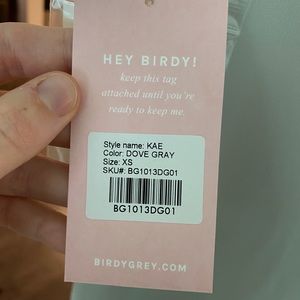 HEY BIRDY!
keep this tag
attached until you're
ready to keep me.
Style name: KAE
Color: DOVE GRAY
Size: XS
SKU#: BG1013DG01
BG1013DG01
BIRDYGREY.COM